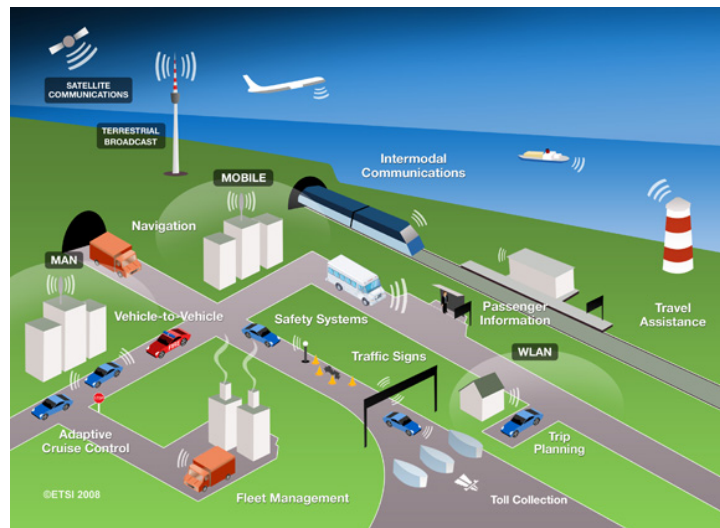 SATELLITE
COMMUNICATIONS
TERRESTRIAL
BROADCAST
Intermodal
Communications
MOBILE
Navigation
MAN
Vehicle-to-Vehicle
Safety Systems
Passenger
Information
Travel
Assistance
Traffic Signs
WLAN
Adaptive
Cruise Control
Trip
Planning
Fleet Management
Toll Collection
©ETSI 2008